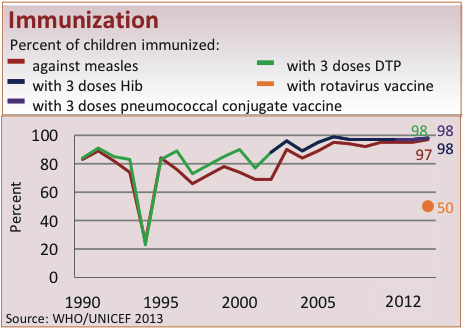 Immunization
Percent of children immunized:
against measles
with 3 doses DTP
with 3 doses Hib
with rotavirus vaccine
with 3 doses pneumococcal conjugate vaccine
98 98
100
98
97
80
60
50
40
20
0
Percent
1990 1995 2000 2005 2012
Source: WHO/UNICEF 2013